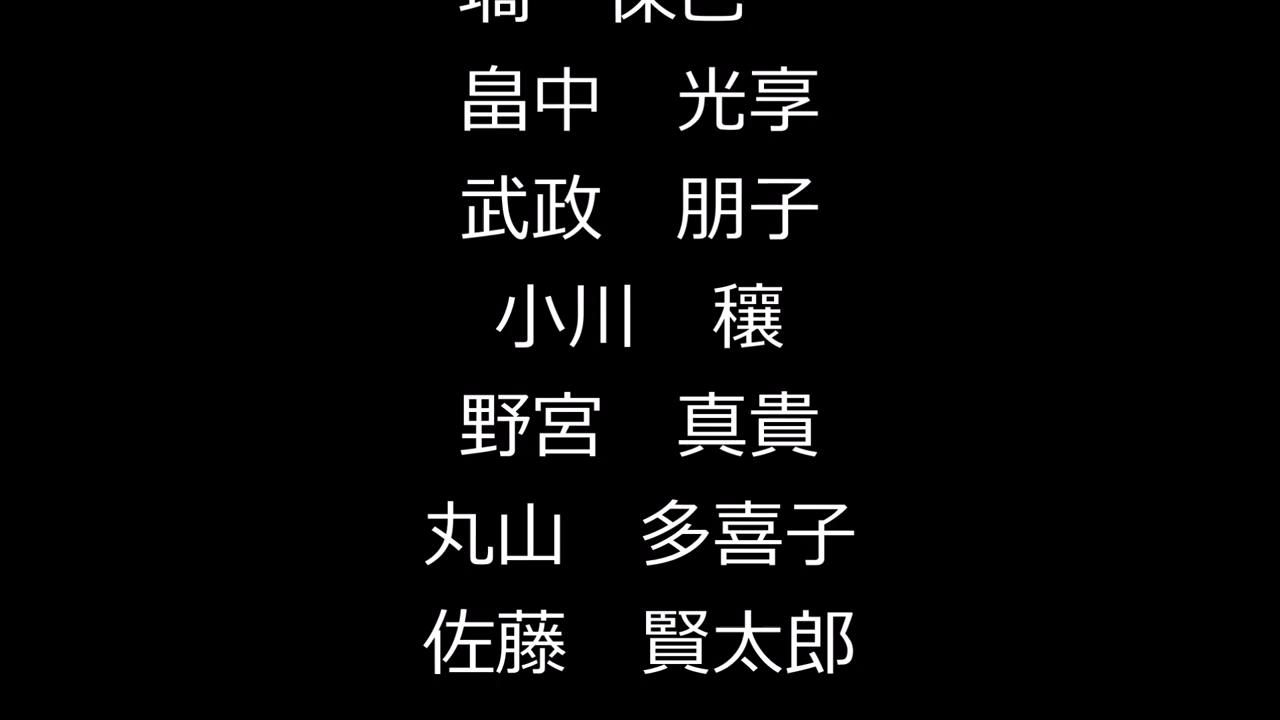 畠中　光享
武政　朋子
小川　穰
野宮　真貴
丸山　多喜子
佐藤　賢太郎